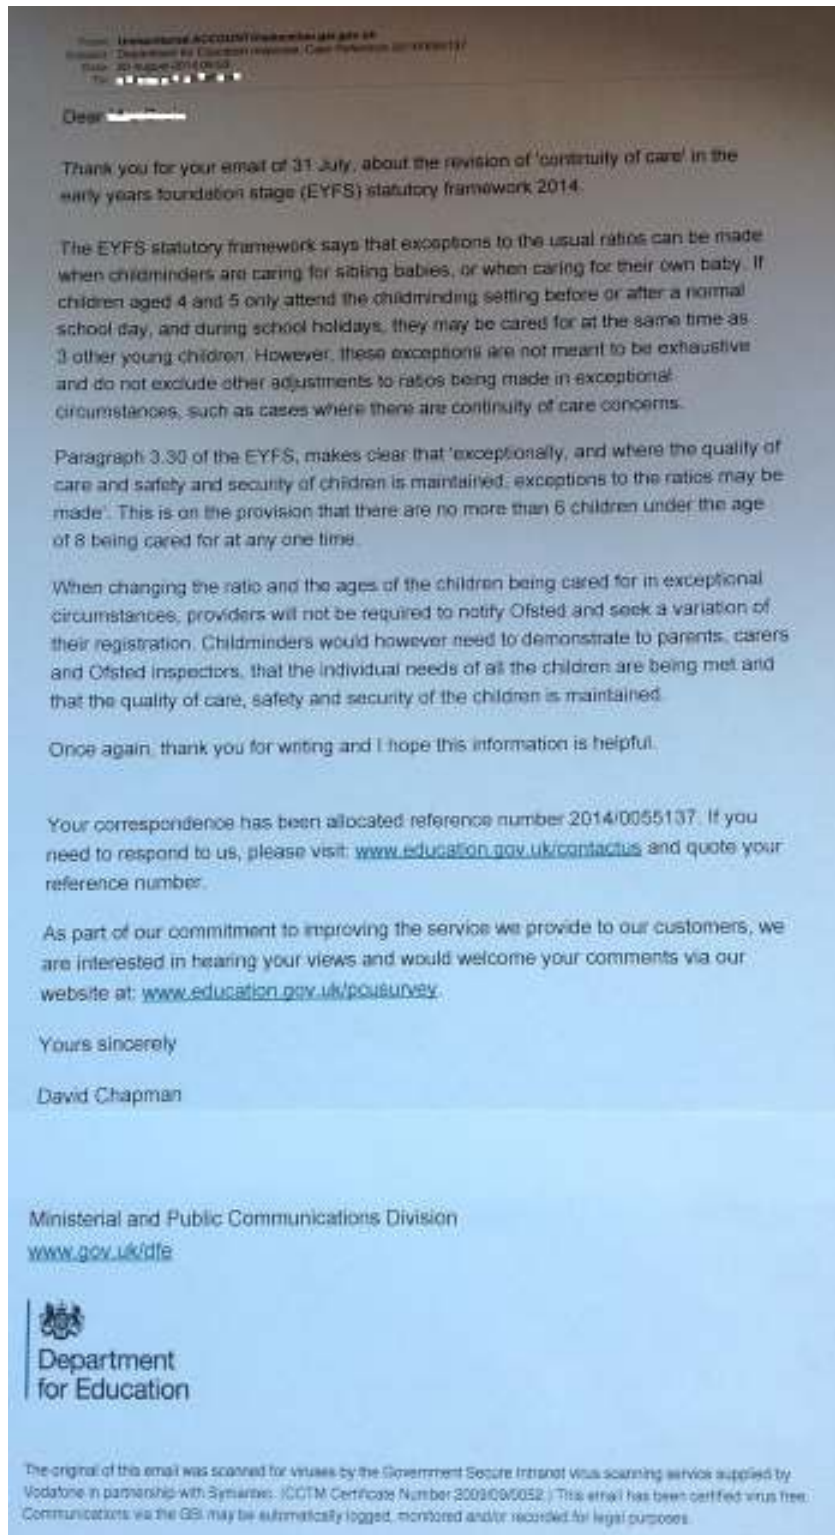 From:
Subject: Department for Education response, Case Reference 2014/0055137
Date:
To:
Dear
Thank you for your email of 31 July, about the revision of 'continuity of care' in the
early years foundation stage (EYFS) statutory framework 2014.
The EYFS statutory framework says that exceptions to the usual ratios can be made
when childminders are caring for sibling babies, or when caring for their own baby. If
children aged 4 and 5 only attend the childminding setting before or after a normal
school day, and during school holidays, they may be cared for at the same time as
3 other young children. However, these exceptions are not meant to be exhaustive
and do not exclude other adjustments to ratios being made in exceptional
circumstances, such as cases where there are continuity of care concerns.
Paragraph 3.30 of the EYFS, makes clear that 'exceptionally, and where the quality of
care and safety and security of children is maintained, exceptions to the ratios may be
made'. This is on the provision that there are no more than 6 children under the age
of 8 being cared for at any one time.
When changing the ratio and the ages of the children being cared for in exceptional
circumstances, providers will not be required to notify Ofsted and seek a variation of
their registration. Childminders would however need to demonstrate to parents, carers
and Ofsted inspectors, that the individual needs of all the children are being met and
that the quality of care, safety and security of the children is maintained.
Once again, thank you for writing and I hope this information is helpful.
Your correspondence has been allocated reference number 2014/0055137. If you
need to respond to us, please visit: www.education.gov.uk/contactus and quote your
reference number.
As part of our commitment to improving the service we provide to our customers, we
are interested in hearing your views and would welcome your comments via our
website at: www.education.gov.uk/pcusurvey
Yours sincerely
David Chapman
Ministerial and Public Communications Division
www.gov.uk/dfe
Department
for Education
The original of this email was scanned for viruses by the Government Secure Intranet virus scanning service supplied by
Vodafone in partnership with Symantec. (CCTM Certificate Number 2009/09/0052.) This email has been certified virus free.
Communications via the GSi may be automatically logged, monitored and/or recorded for legal purposes.